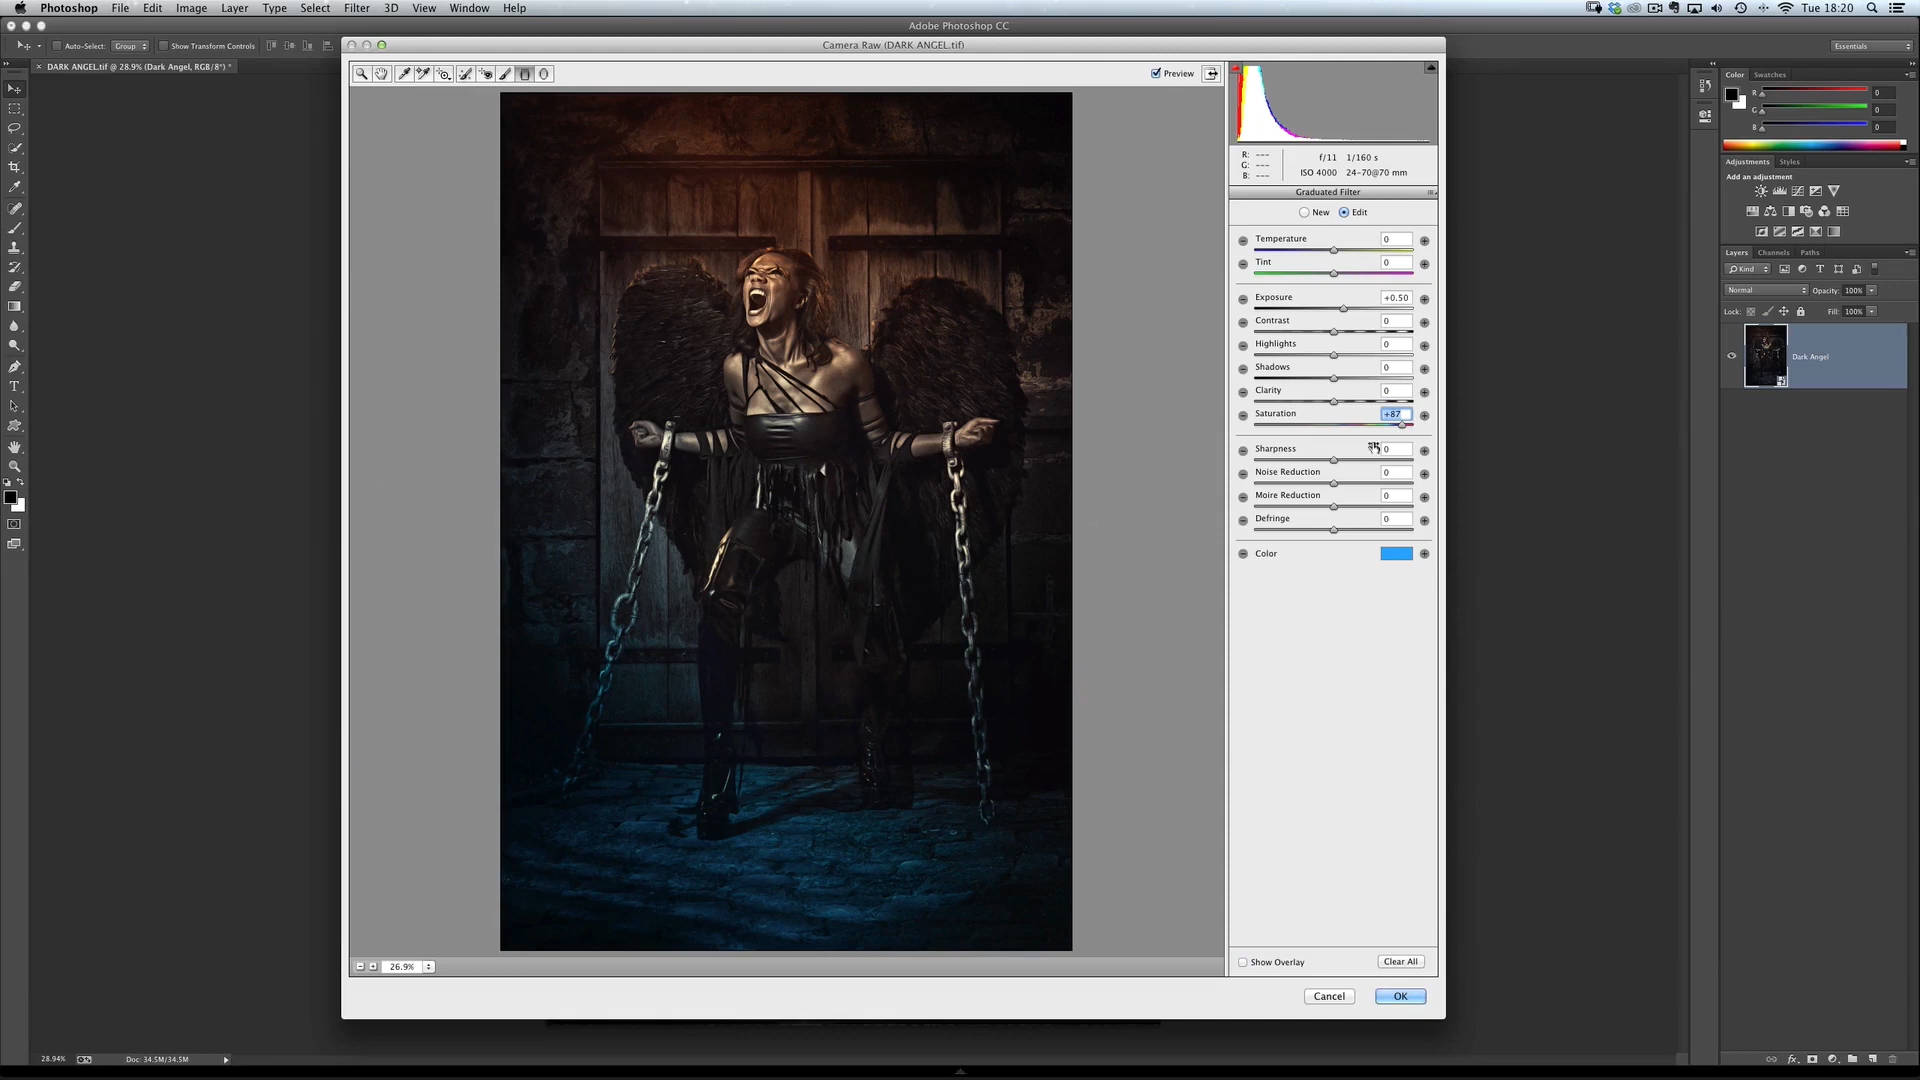 Photoshop File Edit Image Layer Type Select Filter 3D View Window Help Tue 18:20
Adobe Photoshop CC
Auto-Select: Group Show Transform Controls Essentials
Camera Raw (DARK ANGEL.tif)
× DARK ANGEL.tif @ 28.9% (Dark Angel, RGB/8*) *
Preview
R: ---
G: ---
B: ---
f/11 1/160 s
ISO 4000 24-70@70 mm
Graduated Filter
New Edit
Temperature 0
Tint 0
Exposure +0.50
Contrast 0
Highlights 0
Shadows 0
Clarity 0
Saturation +87
Sharpness 0
Noise Reduction 0
Moire Reduction 0
Defringe 0
Color
Show Overlay Clear All
26.9%
Cancel OK
Color Swatches
R 0
G 0
B 0
Adjustments Styles
Add an adjustment
Layers Channels Paths
Kind
Normal Opacity: 100%
Lock: Fill: 100%
Dark Angel
28.94% Doc: 34.5M/34.5M